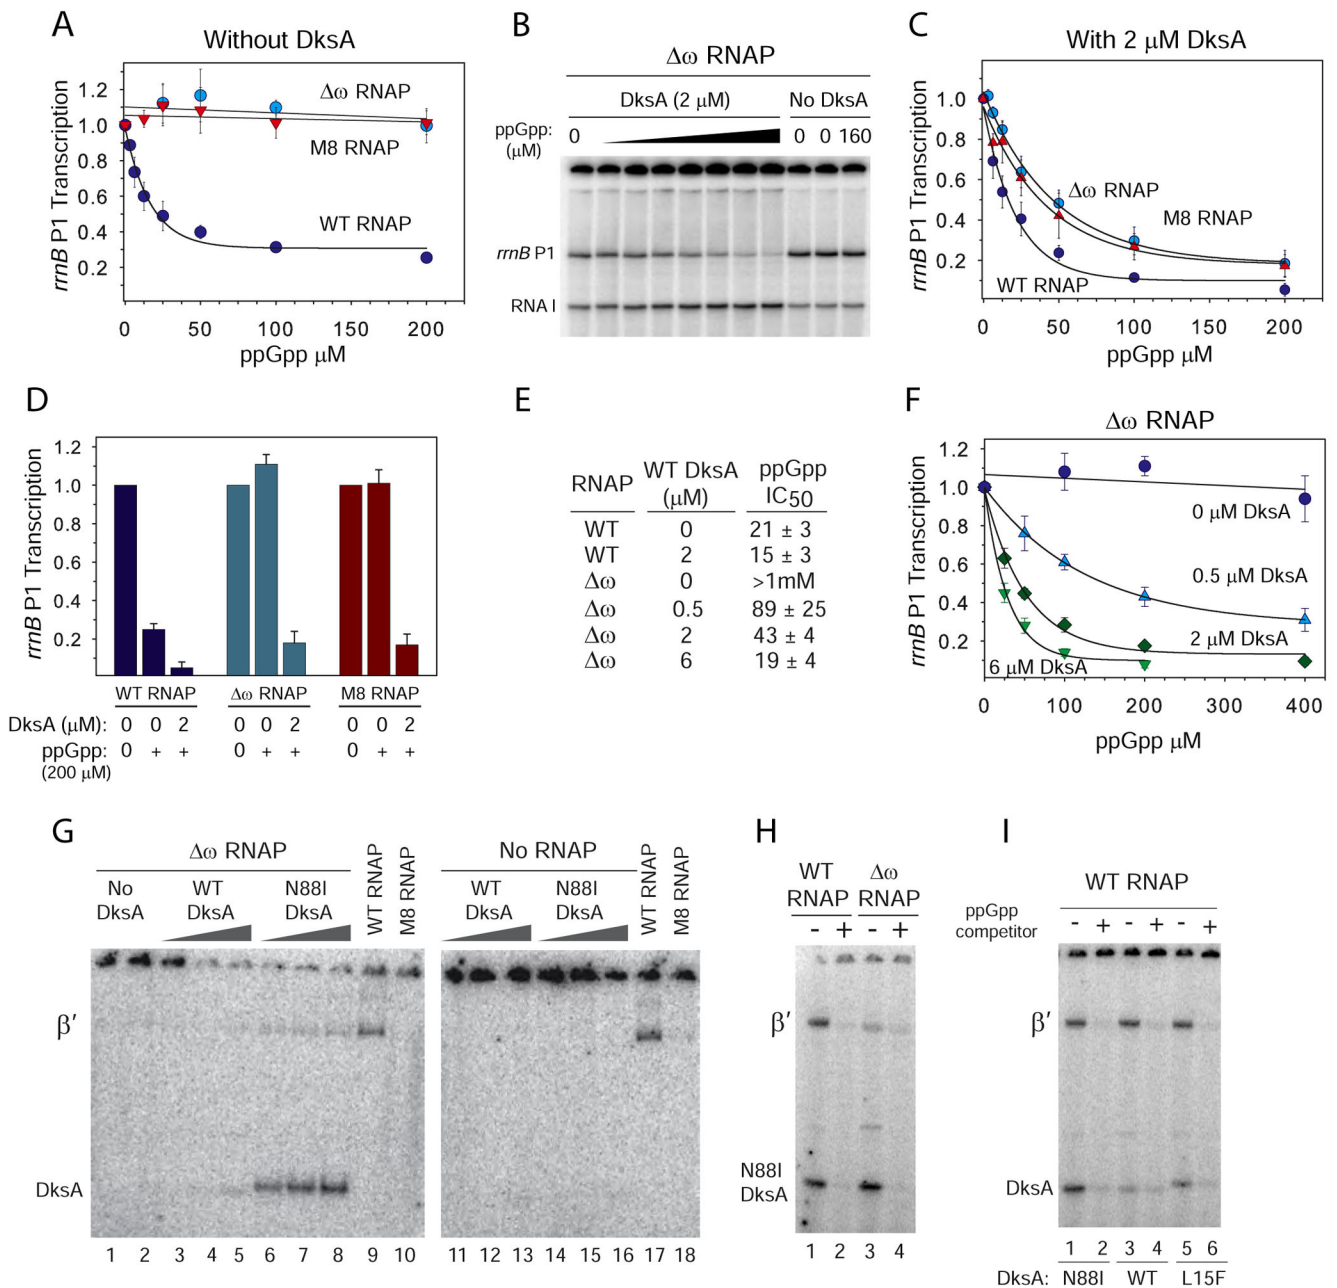 A
Without DksA
rrnB P1 Transcription
1.2
1.0
0.8
0.6
0.4
0.2
Δω RNAP
M8 RNAP
WT RNAP
0 50 100 150 200
ppGpp μM
B
Δω RNAP
DksA (2 μM) No DksA
ppGpp: 0 0 0 160
(μM)
rrnB P1
RNA I
C
With 2 μM DksA
rrnB P1 Transcription
1.2
1.0
0.8
0.6
0.4
0.2
Δω RNAP
M8 RNAP
WT RNAP
0 50 100 150 200
ppGpp μM
D
rrnB P1 Transcription
1.2
1.0
0.8
0.6
0.4
0.2
WT RNAP Δω RNAP M8 RNAP
DksA (μM): 0 0 2 0 0 2 0 0 2
ppGpp: 0 + + 0 + + 0 + +
(200 μM)
E
RNAP WT DksA (μM) ppGpp IC50
WT 0 21 ± 3
WT 2 15 ± 3
Δω 0 >1mM
Δω 0.5 89 ± 25
Δω 2 43 ± 4
Δω 6 19 ± 4
F
Δω RNAP
rrnB P1 Transcription
1.2
1.0
0.8
0.6
0.4
0.2
0 μM DksA
0.5 μM DksA
2 μM DksA
6 μM DksA
0 100 200 300 400
ppGpp μM
G
Δω RNAP
No DksA
WT DksA
N88I DksA
WT RNAP
M8 RNAP
No RNAP
WT DksA
N88I DksA
WT RNAP
M8 RNAP
β′
DksA
1 2 3 4 5 6 7 8 9 10 11 12 13 14 15 16 17 18
H
WT RNAP
Δω RNAP
- + - +
β′
N88I
DksA
1 2 3 4
I
WT RNAP
ppGpp
competitor - + - + - +
β′
DksA
1 2 3 4 5 6
DksA: N88I WT L15F